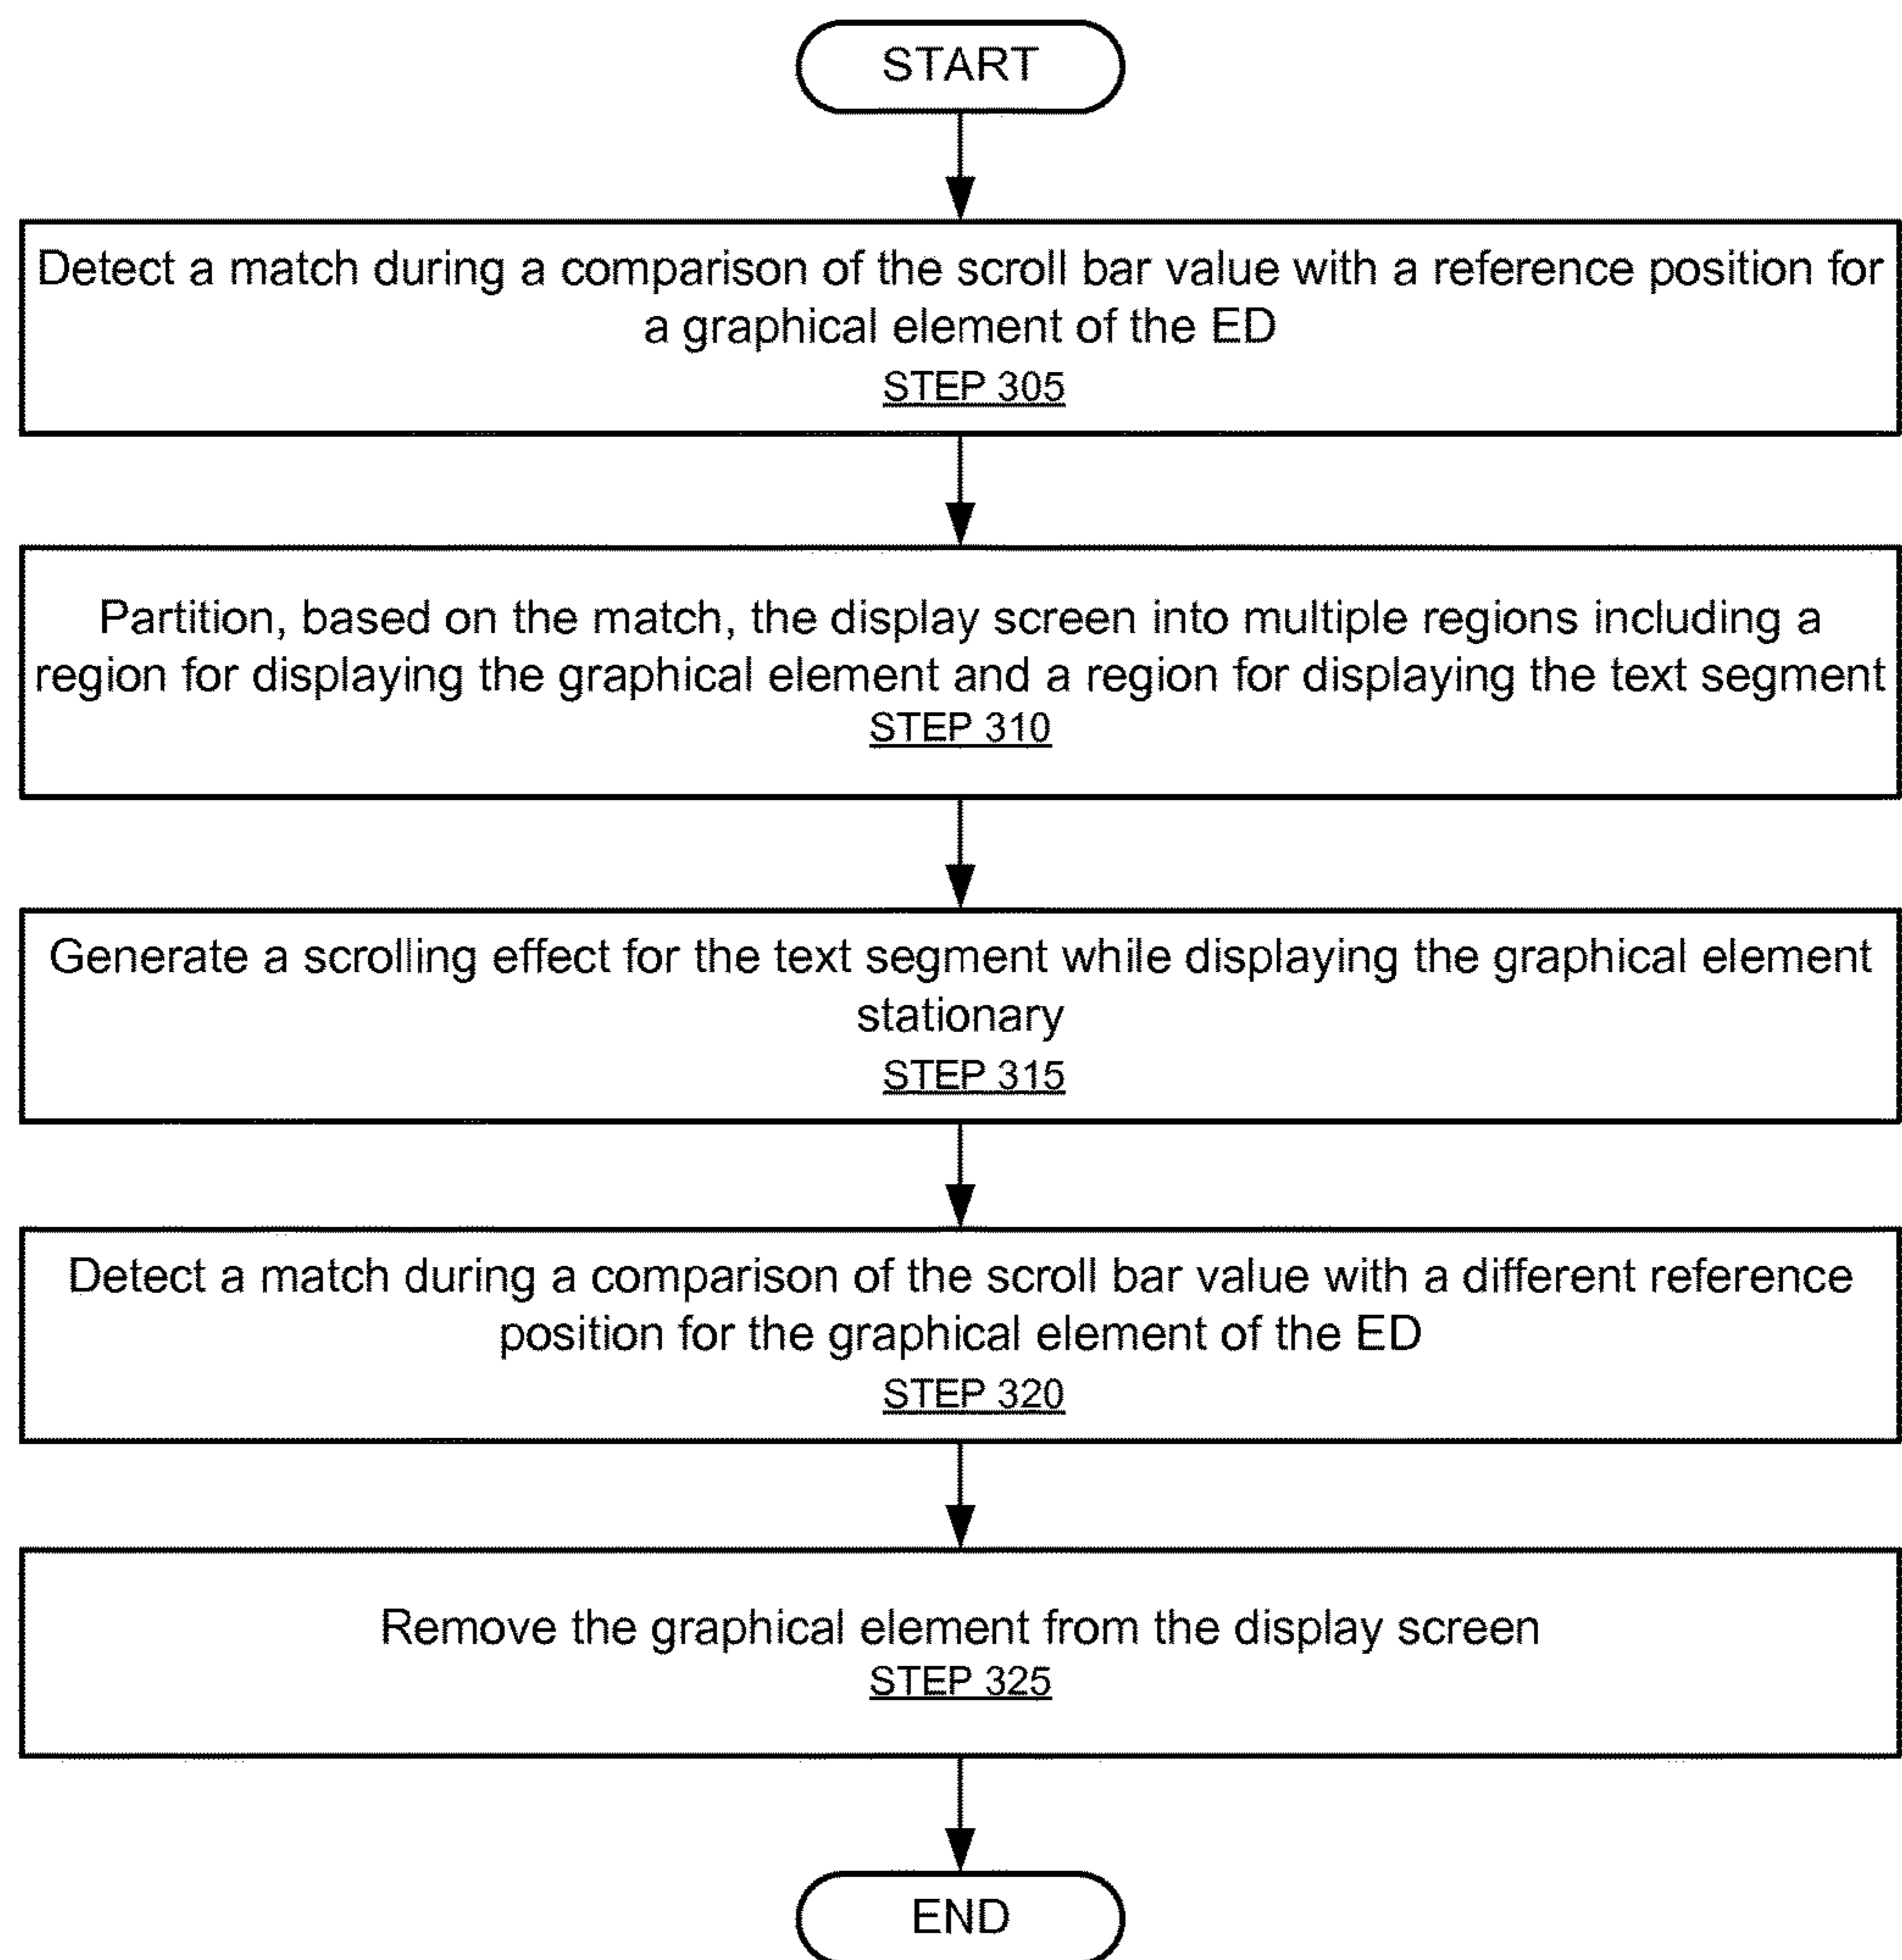 START
Detect a match during a comparison of the scroll bar value with a reference position for
a graphical element of the ED
STEP 305
Partition, based on the match, the display screen into multiple regions including a
region for displaying the graphical element and a region for displaying the text segment
STEP 310
Generate a scrolling effect for the text segment while displaying the graphical element
stationary
STEP 315
Detect a match during a comparison of the scroll bar value with a different reference
position for the graphical element of the ED
STEP 320
Remove the graphical element from the display screen
STEP 325
END